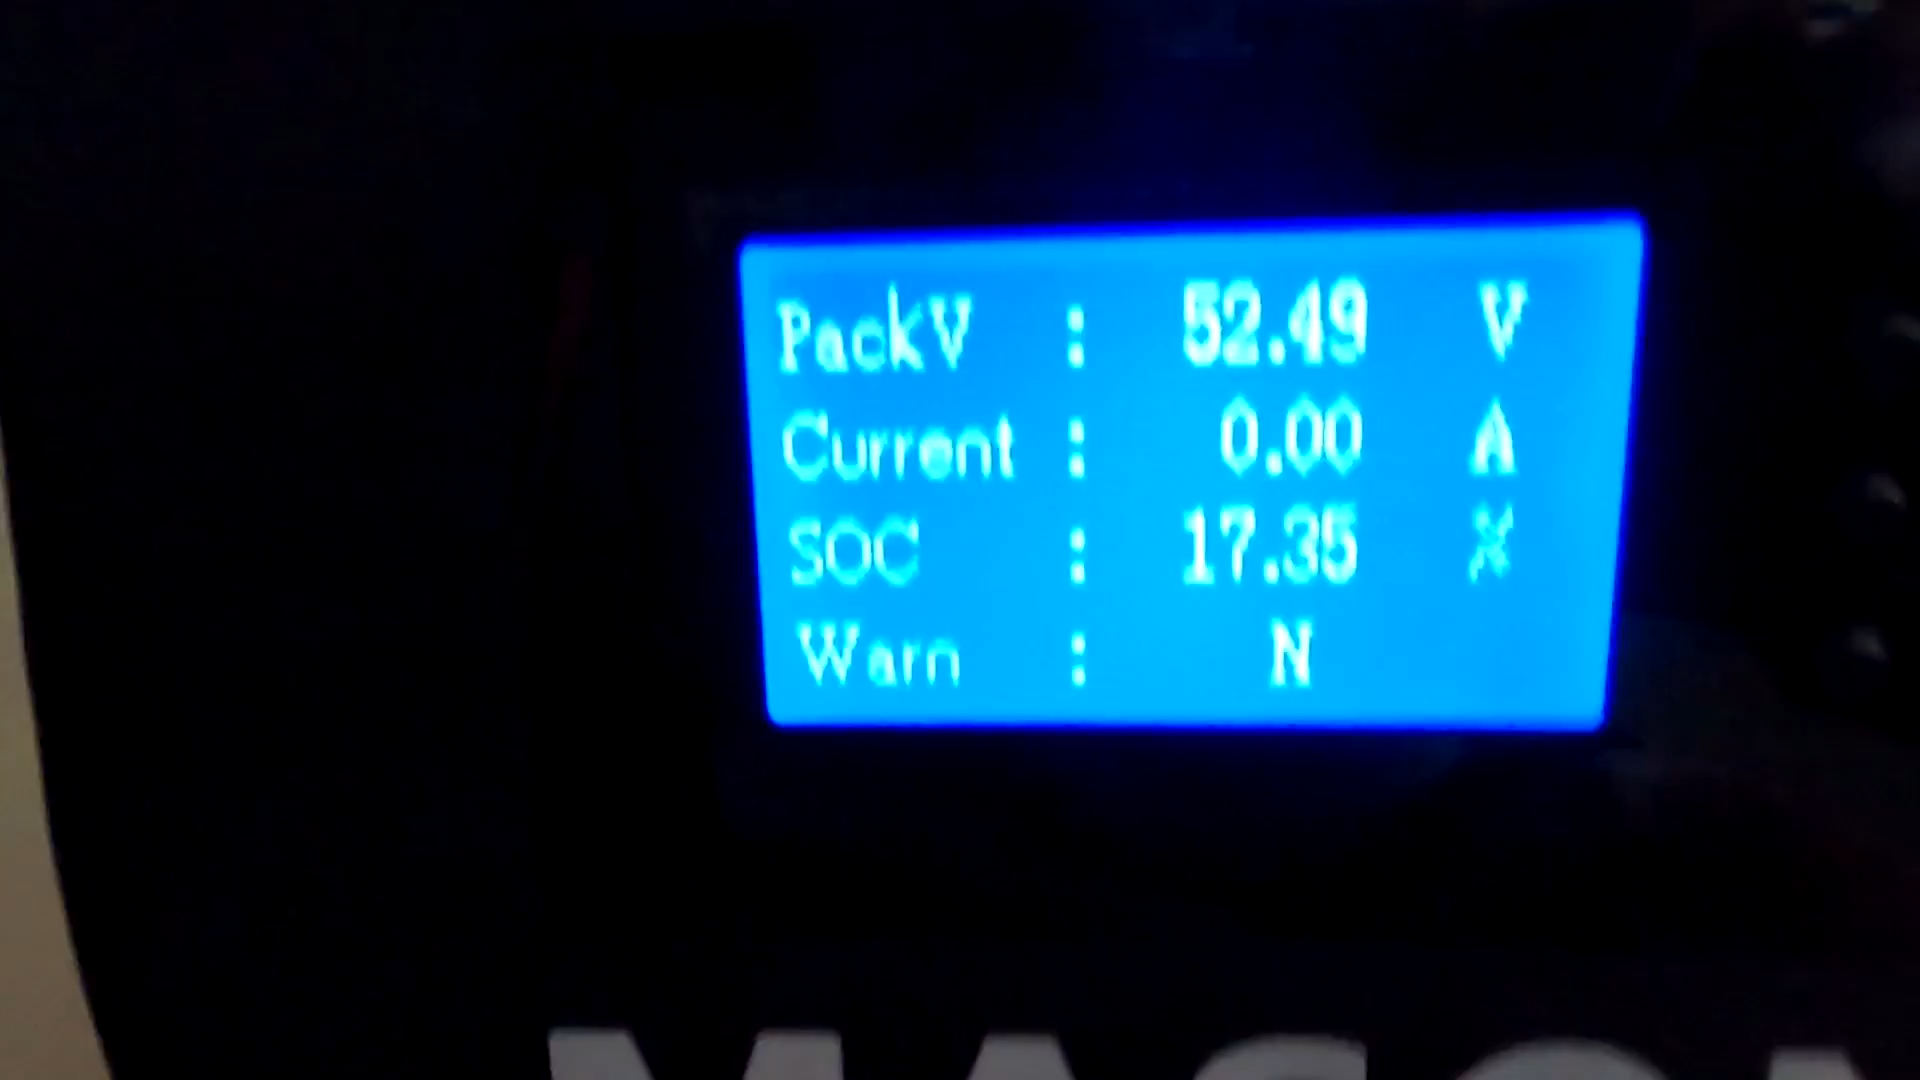 PackV : 52.49 V
Current : 0.00 A
SOC : 17.35 %
Warn : N